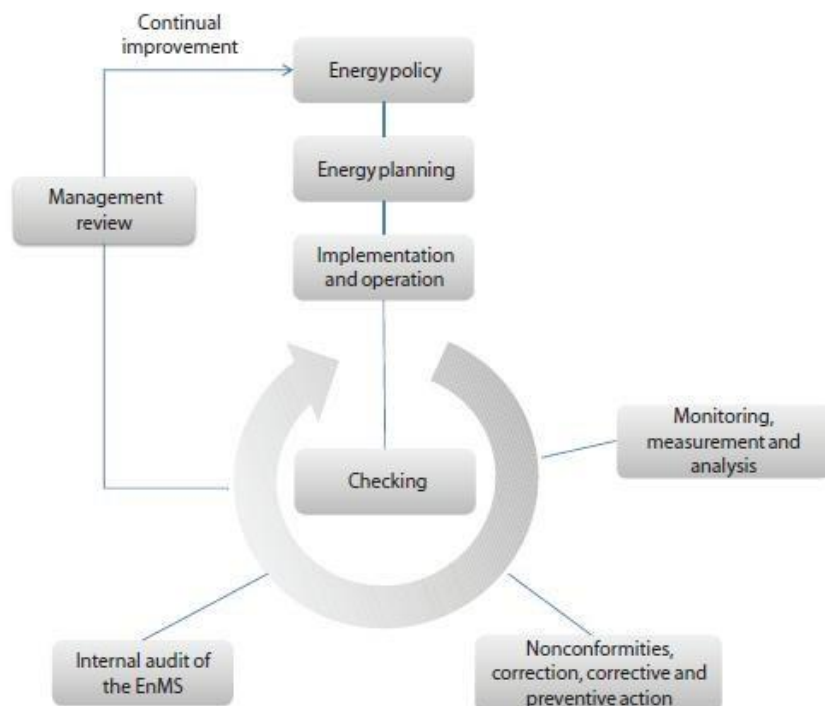 Continual
improvement
Energy policy
Energy planning
Management
review
Implementation
and operation
Monitoring,
measurement and
analysis
Checking
Internal audit of
the EnMS
Nonconformities,
correction, corrective and
preventive action